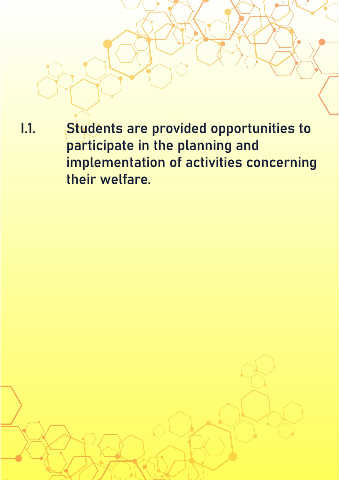 I.1. Students are provided opportunities to
participate in the planning and
implementation of activities concerning
their welfare.